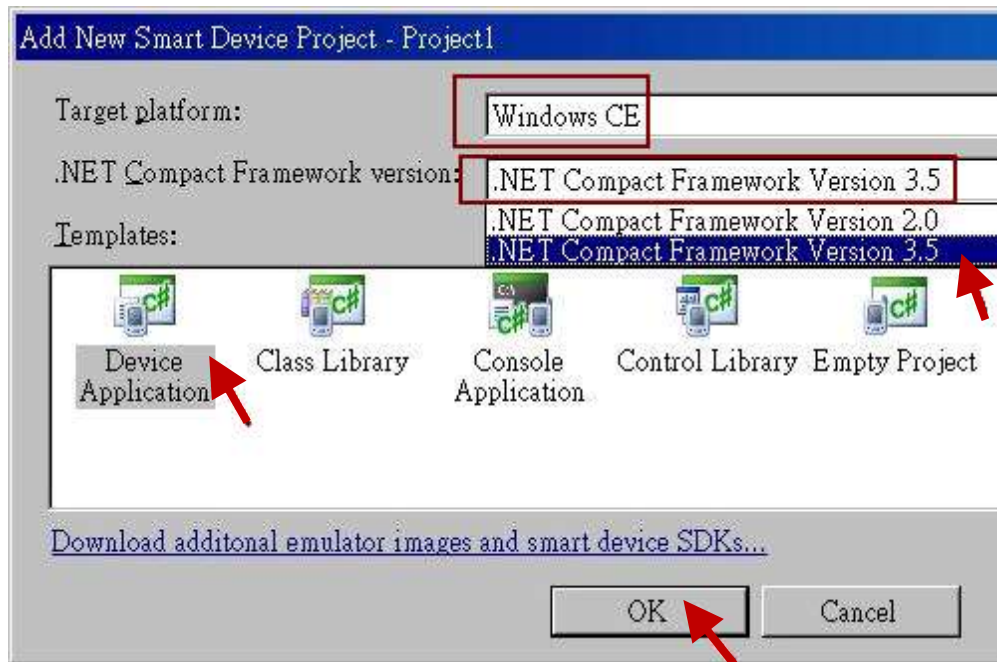 Add New Smart Device Project - Project1
Target platform:
Windows CE
.NET Compact Framework version:
.NET Compact Framework Version 3.5
.NET Compact Framework Version 2.0
.NET Compact Framework Version 3.5
Templates:
Device Application
Class Library
Console Application
Control Library
Empty Project
Download additonal emulator images and smart device SDKs...
OK
Cancel